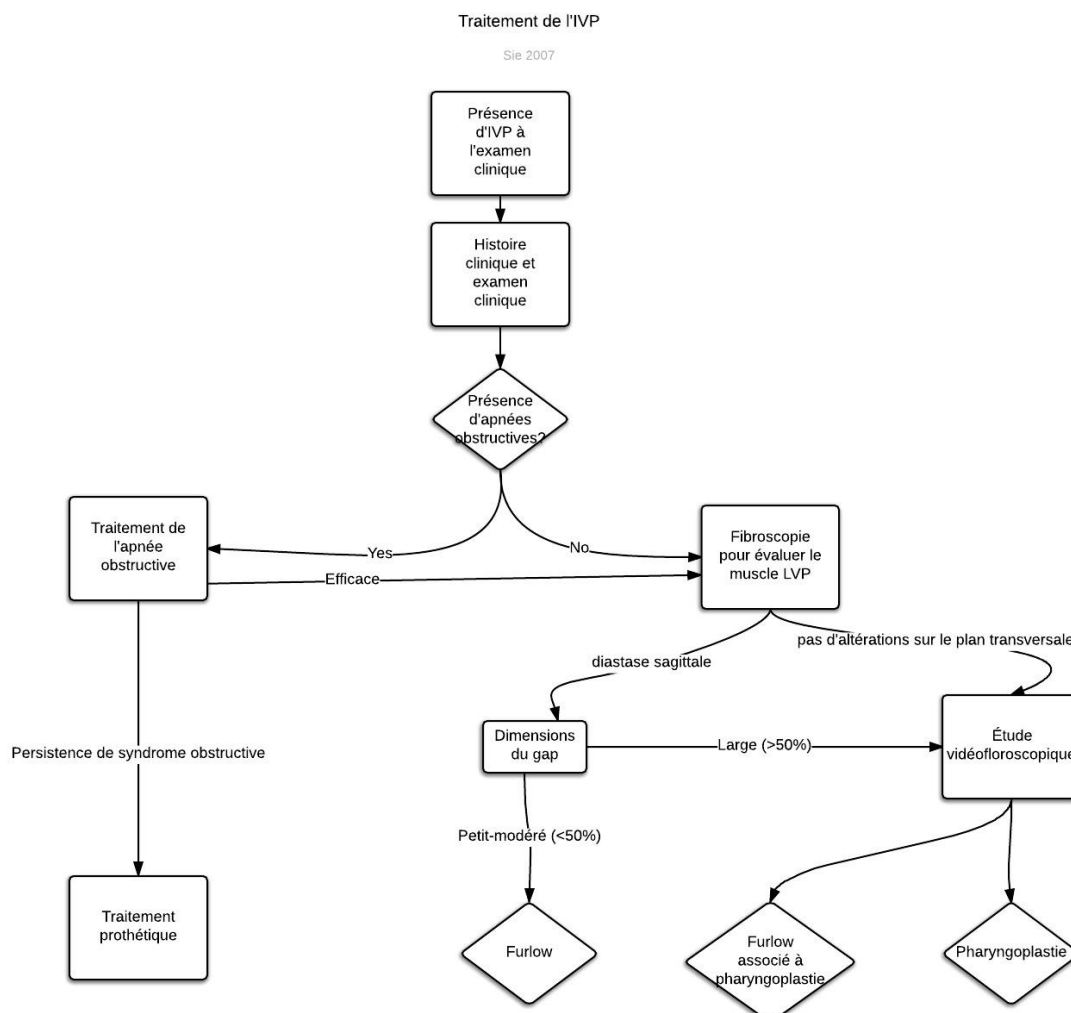 Traitement de l'IVP
Sie 2007
Présence
d'IVP à
l'examen
clinique
Histoire
clinique et
examen
clinique
Présence
d'apnées
obstructives?
Traitement de
l'apnée
obstructive
Yes
No
Fibroscopie
pour évaluer le
muscle LVP
Efficace
pas d'altérations sur le plan transversale
diastase sagittale
Dimensions
du gap
Large (>50%)
Étude
vidéofloroscopique
Persistence de syndrome obstructive
Petit-modéré (<50%)
Traitement
prothétique
Furlow
Furlow
associé à
pharyngoplastie
Pharyngoplastie